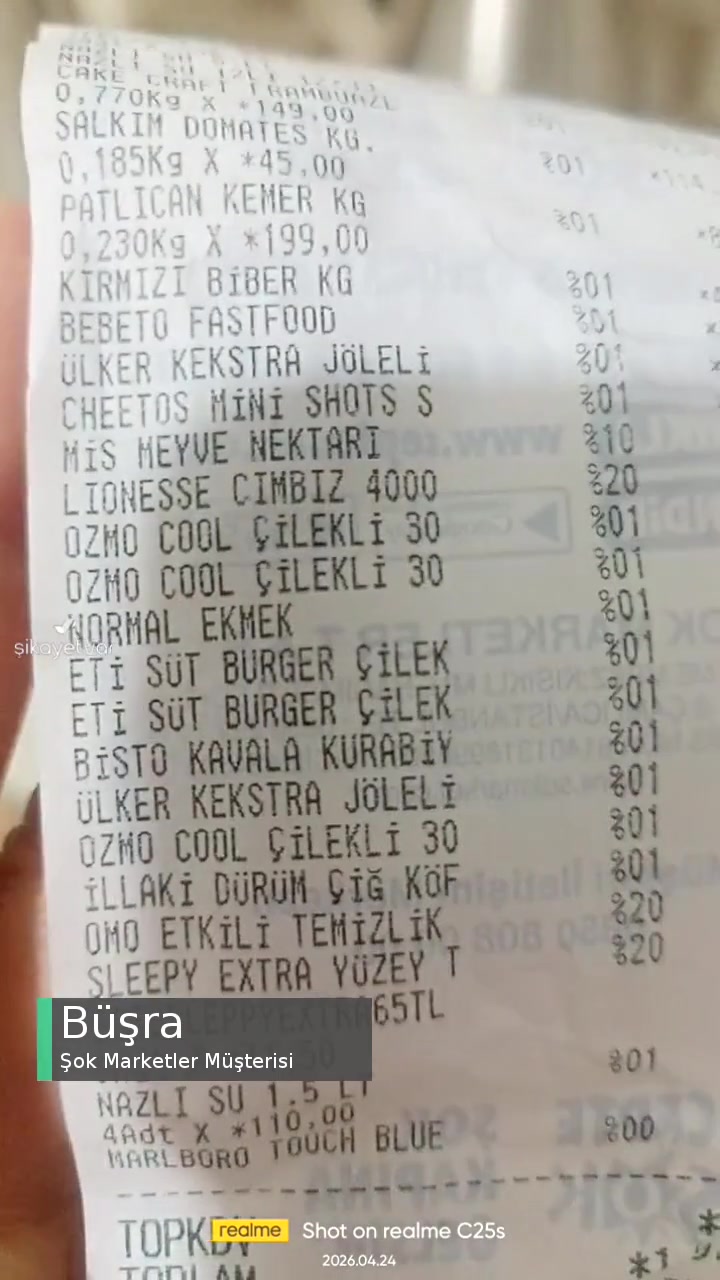 NAZLI SU
CAKE CRAFT FRAMBUAZL
0,770Kg X *149,00
SALKIM DOMATES KG. %01
0,185Kg X *45,00
PATLICAN KEMER KG %01
0,230Kg X *199,00
KIRMIZI BİBER KG %01
BEBETO FASTFOOD %01
ÜLKER KEKSTRA JÖLELİ %01
CHEETOS MİNİ SHOTS S %01
MİS MEYVE NEKTARI %10
LIONESSE CIMBIZ 4000 %20
OZMO COOL ÇİLEKLİ 30 %01
OZMO COOL ÇİLEKLİ 30 %01
NORMAL EKMEK %01
şikayetvar
ETİ SÜT BURGER ÇİLEK %01
ETİ SÜT BURGER ÇİLEK %01
BİSTO KAVALA KURABİY %01
ÜLKER KEKSTRA JÖLELİ %01
OZMO COOL ÇİLEKLİ 30 %01
İLLAKİ DÜRÜM ÇİĞ KÖF %01
OMO ETKİLİ TEMİZLİK %20
SLEEPY EXTRA YÜZEY T %20
65TL
Büşra
Şok Marketler Müşterisi
NAZLI SU 1.5 LT %01
4Adt X *110,00
MARLBORO TOUCH BLUE %00
TOPKDV
TOPLAM
realme Shot on realme C25s
2026.04.24